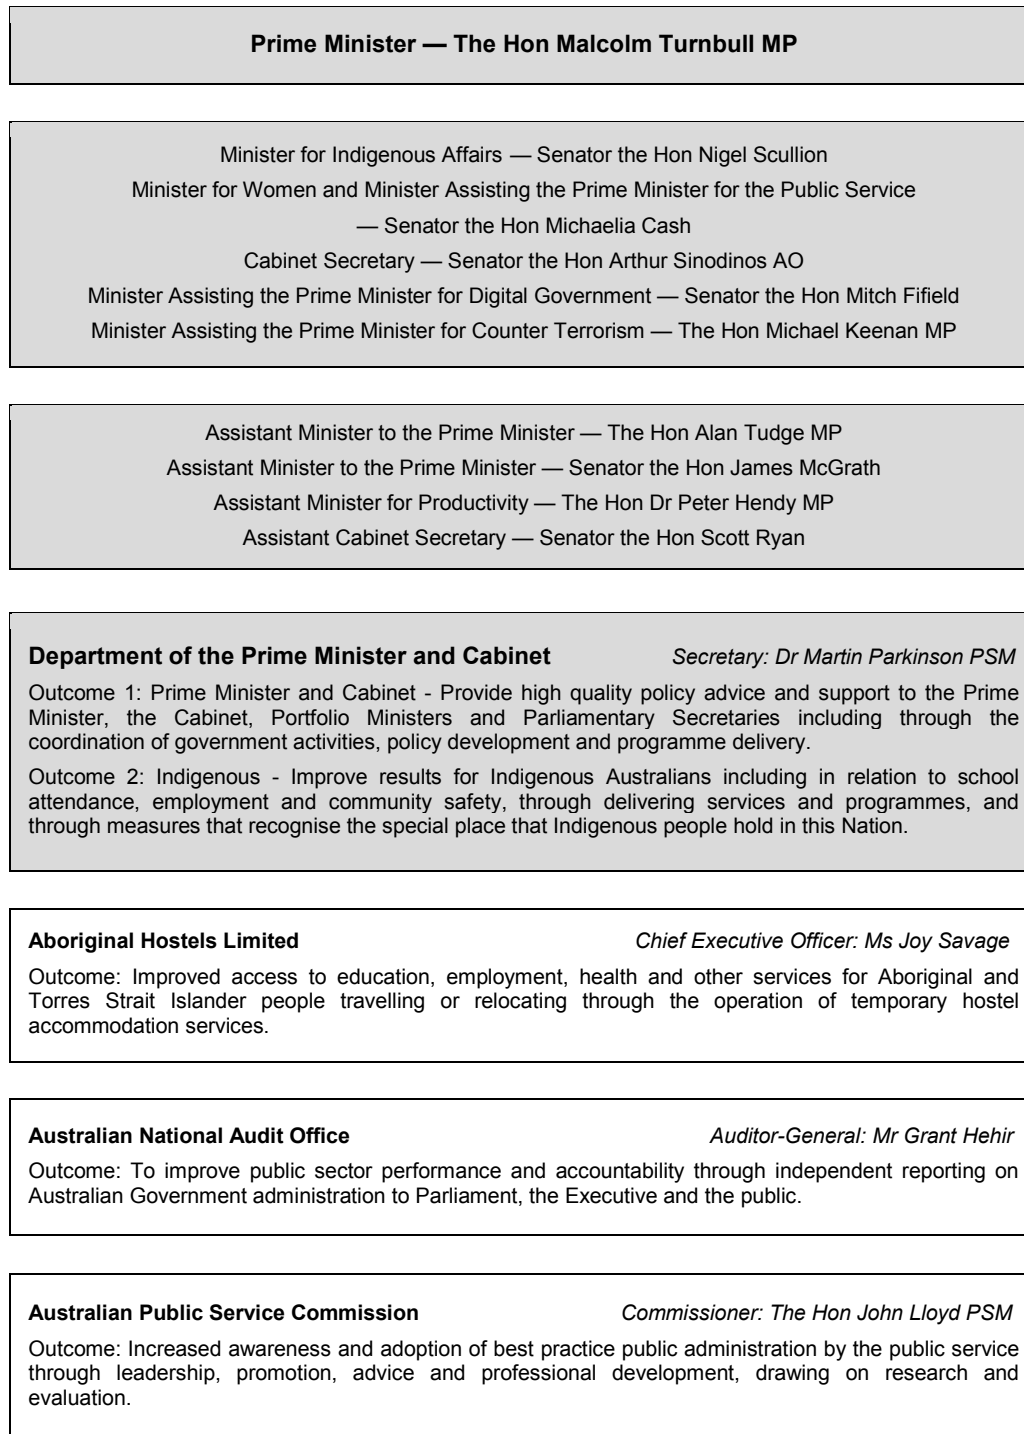 Prime Minister — The Hon Malcolm Turnbull MP
Minister for Indigenous Affairs — Senator the Hon Nigel Scullion
Minister for Women and Minister Assisting the Prime Minister for the Public Service
— Senator the Hon Michaelia Cash
Cabinet Secretary — Senator the Hon Arthur Sinodinos AO
Minister Assisting the Prime Minister for Digital Government — Senator the Hon Mitch Fifield
Minister Assisting the Prime Minister for Counter Terrorism — The Hon Michael Keenan MP
Assistant Minister to the Prime Minister — The Hon Alan Tudge MP
Assistant Minister to the Prime Minister — Senator the Hon James McGrath
Assistant Minister for Productivity — The Hon Dr Peter Hendy MP
Assistant Cabinet Secretary — Senator the Hon Scott Ryan
Department of the Prime Minister and Cabinet Secretary: Dr Martin Parkinson PSM
Outcome 1: Prime Minister and Cabinet - Provide high quality policy advice and support to the Prime
Minister, the Cabinet, Portfolio Ministers and Parliamentary Secretaries including through the
coordination of government activities, policy development and programme delivery.
Outcome 2: Indigenous - Improve results for Indigenous Australians including in relation to school
attendance, employment and community safety, through delivering services and programmes, and
through measures that recognise the special place that Indigenous people hold in this Nation.
Aboriginal Hostels Limited Chief Executive Officer: Ms Joy Savage
Outcome: Improved access to education, employment, health and other services for Aboriginal and
Torres Strait Islander people travelling or relocating through the operation of temporary hostel
accommodation services.
Australian National Audit Office Auditor-General: Mr Grant Hehir
Outcome: To improve public sector performance and accountability through independent reporting on
Australian Government administration to Parliament, the Executive and the public.
Australian Public Service Commission Commissioner: The Hon John Lloyd PSM
Outcome: Increased awareness and adoption of best practice public administration by the public service
through leadership, promotion, advice and professional development, drawing on research and
evaluation.